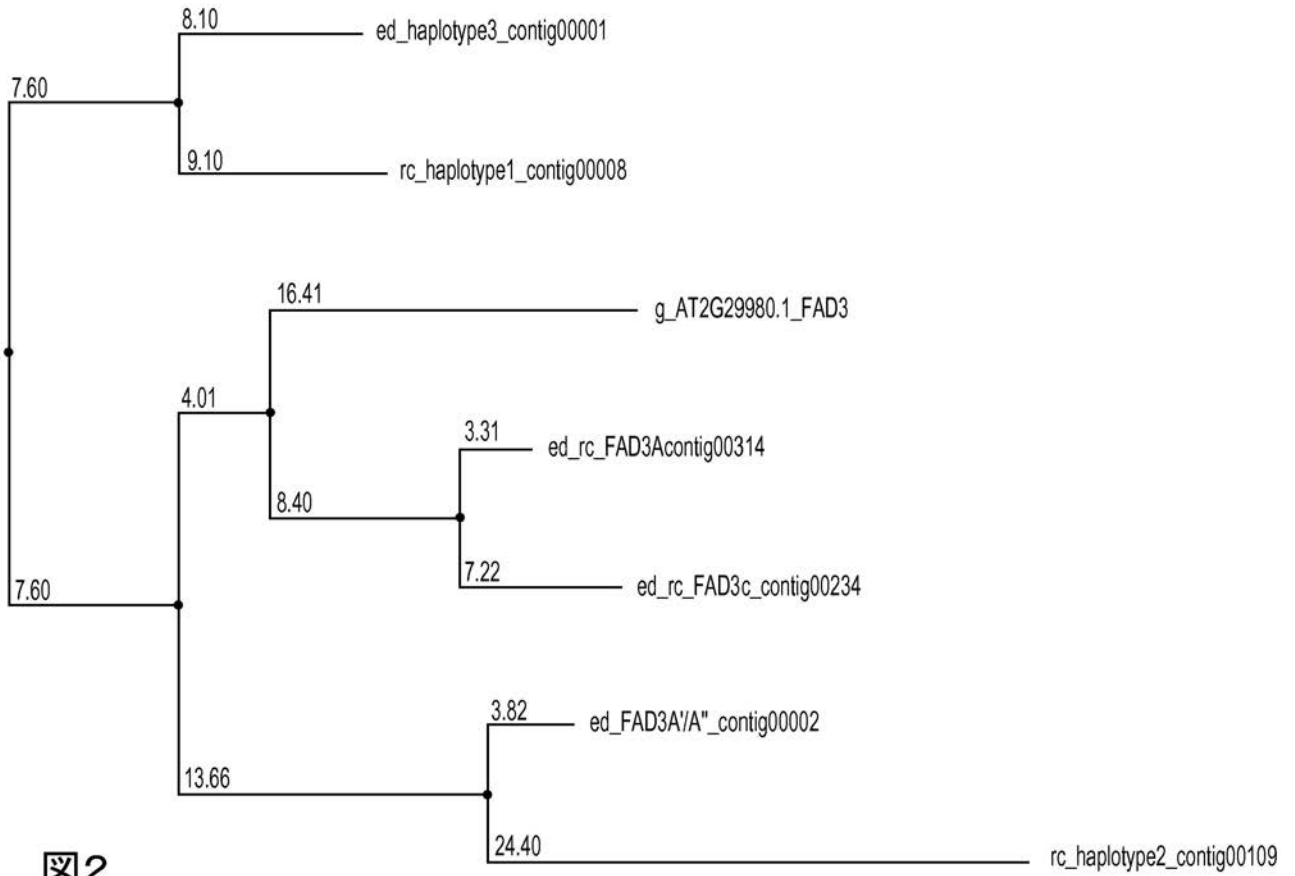 8.10
ed_haplotype3_contig00001
7.60
9.10
rc_haplotype1_contig00008
16.41
g_AT2G29980.1_FAD3
4.01
3.31
ed_rc_FAD3Acontig00314
8.40
7.22
ed_rc_FAD3c_contig00234
7.60
3.82
ed_FAD3A'/A"_contig00002
13.66
24.40
rc_haplotype2_contig00109
図2